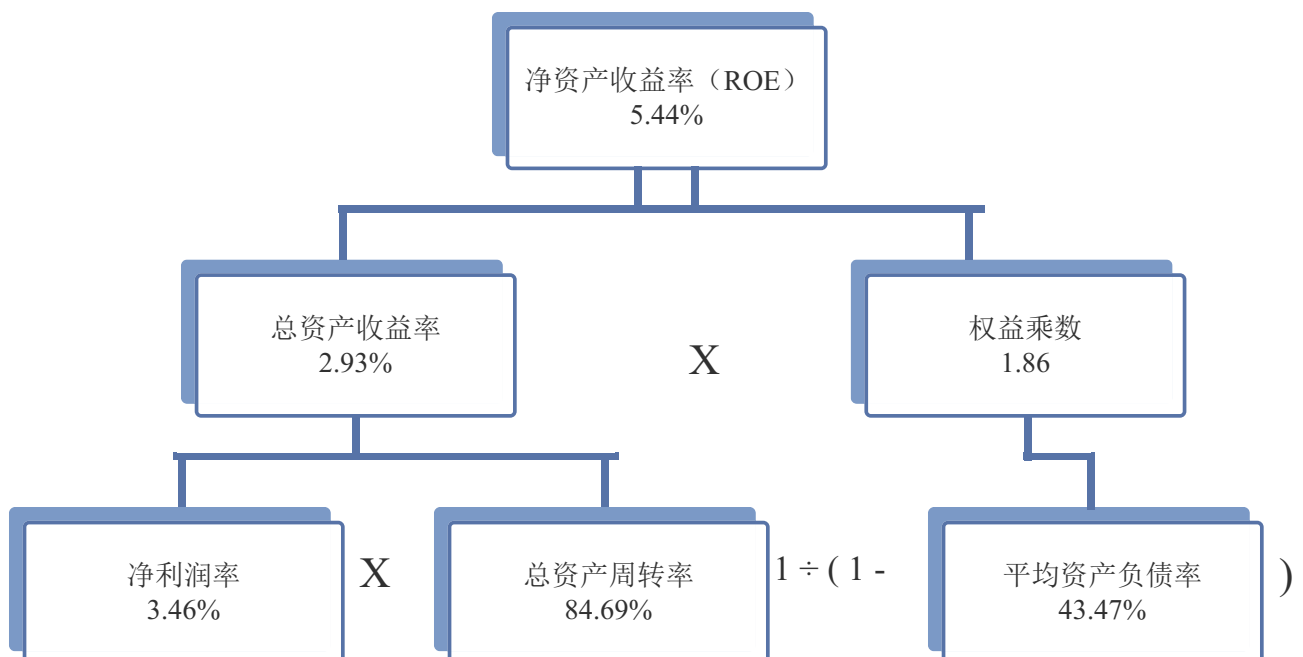 净资产收益率（ROE）
5.44%
总资产收益率
2.93%
X
权益乘数
1.86
净利润率
3.46%
X
总资产周转率
84.69%
1 ÷ ( 1 -
平均资产负债率
43.47%
)